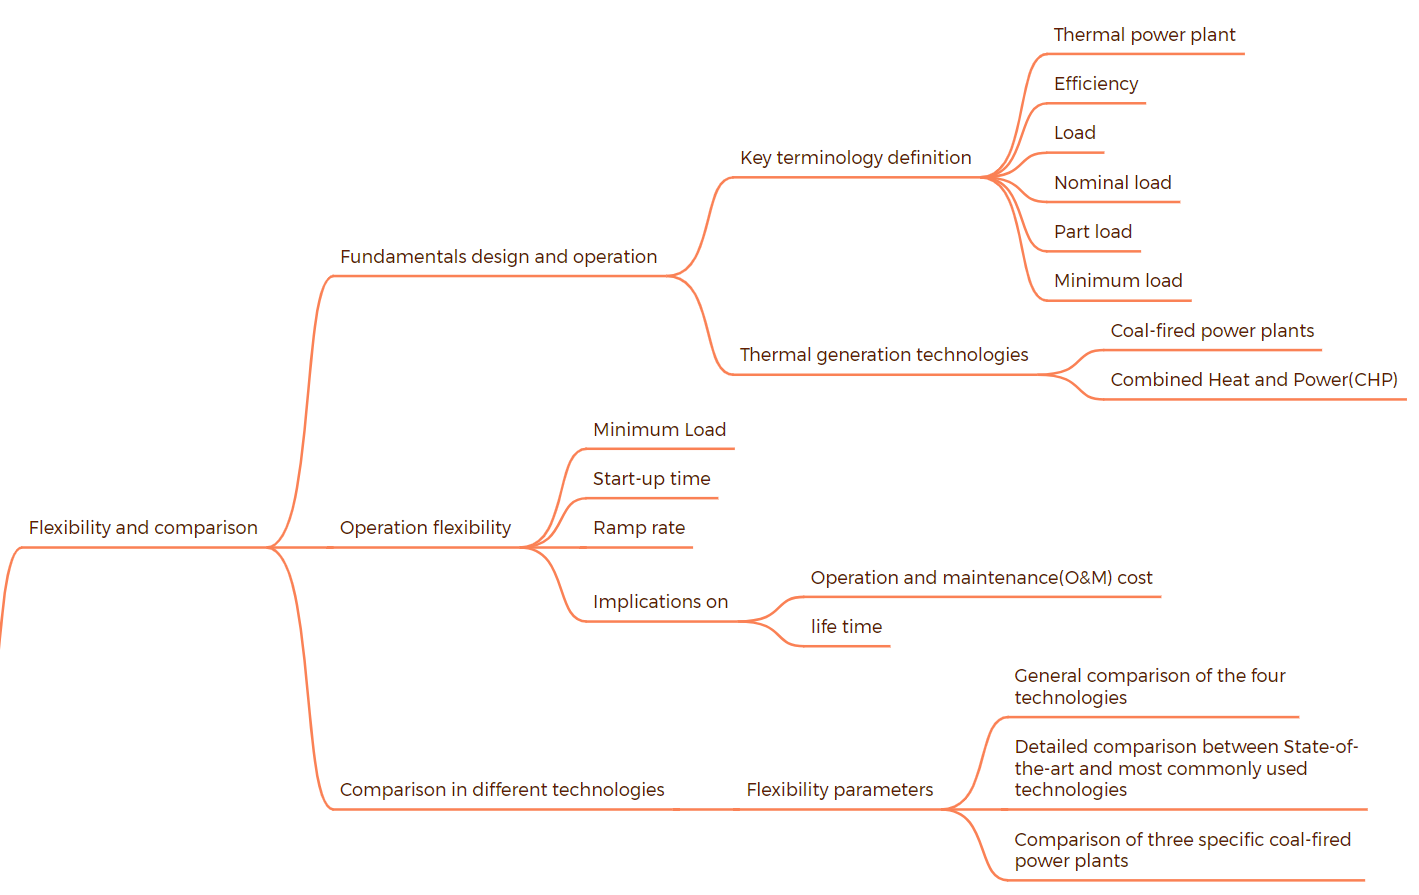 Thermal power plant
Efficiency
Load
Key terminology definition
Nominal load
Part load
Fundamentals design and operation
Minimum load
Coal-fired power plants
Thermal generation technologies
Combined Heat and Power(CHP)
Minimum Load
Start-up time
Flexibility and comparison
Operation flexibility
Ramp rate
Implications on
Operation and maintenance(O&M) cost
life time
General comparison of the four
technologies
Detailed comparison between State-of-
the-art and most commonly used
technologies
Comparison in different technologies
Flexibility parameters
Comparison of three specific coal-fired
power plants